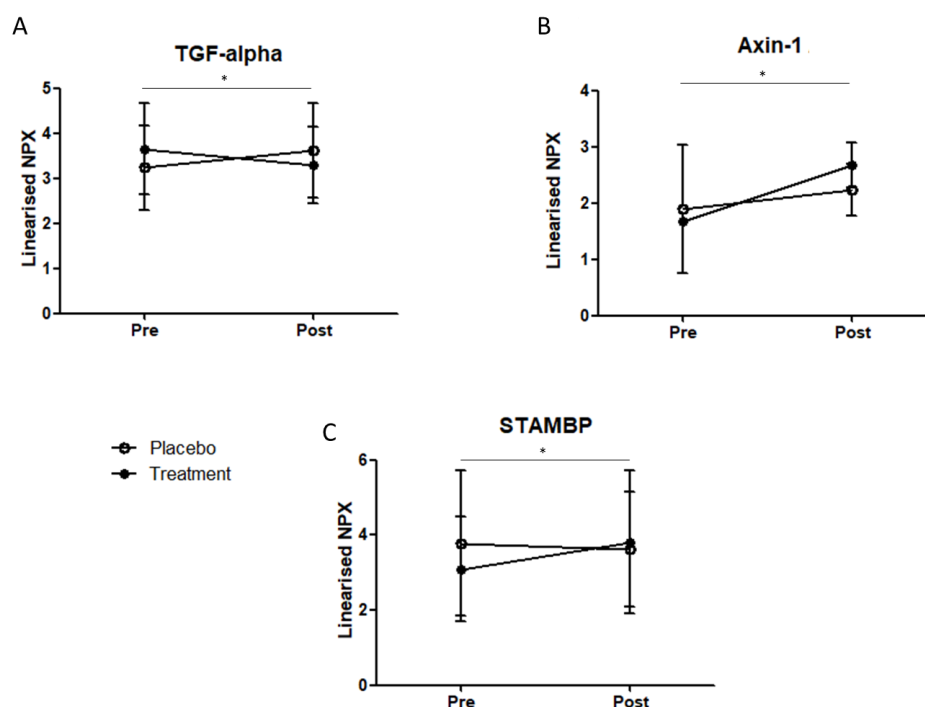 A
TGF-alpha
*
5
4
3
2
1
0
Linearised NPX
Pre Post
B
Axin-1
*
4
3
2
1
0
Linearised NPX
Pre Post
Placebo
Treatment
C
STAMBP
*
6
4
2
0
Linearised NPX
Pre Post